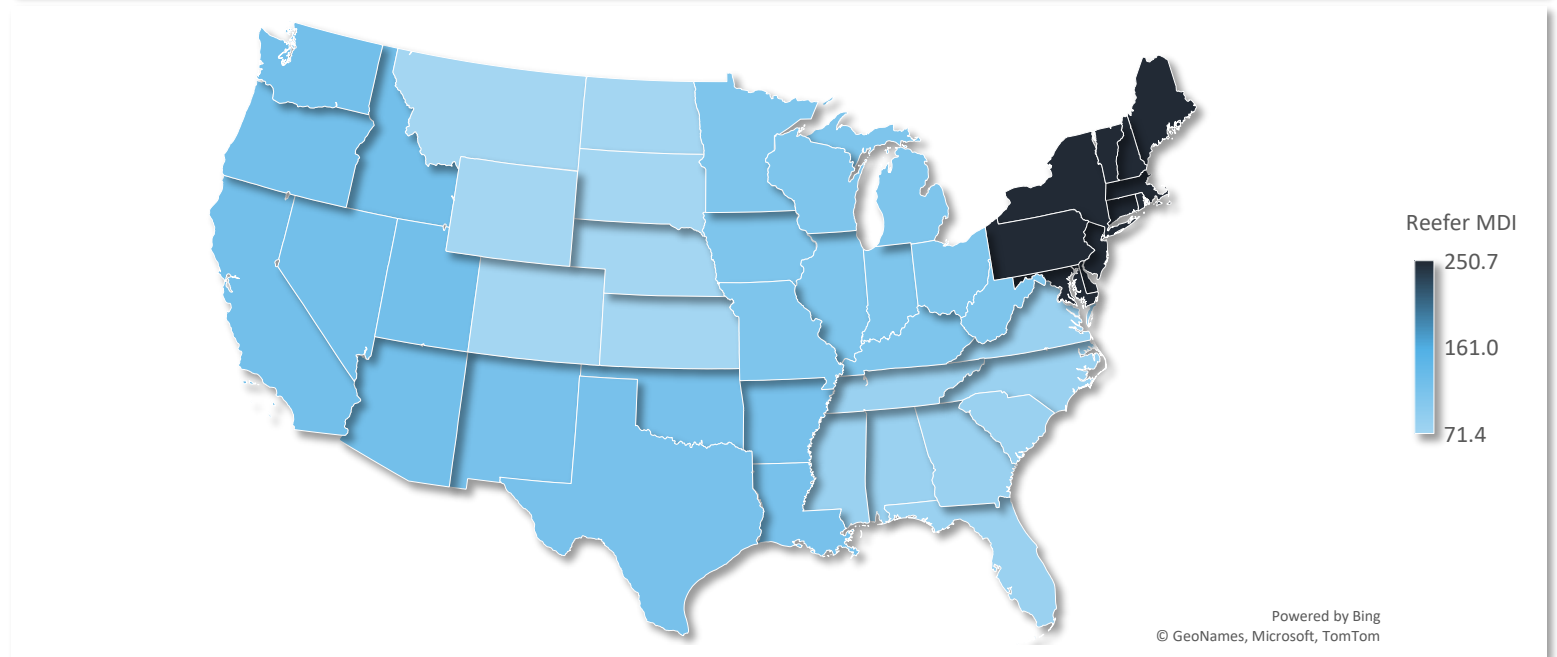 Reefer MDI
250.7
161.0
71.4
Powered by Bing
© GeoNames, Microsoft, TomTom